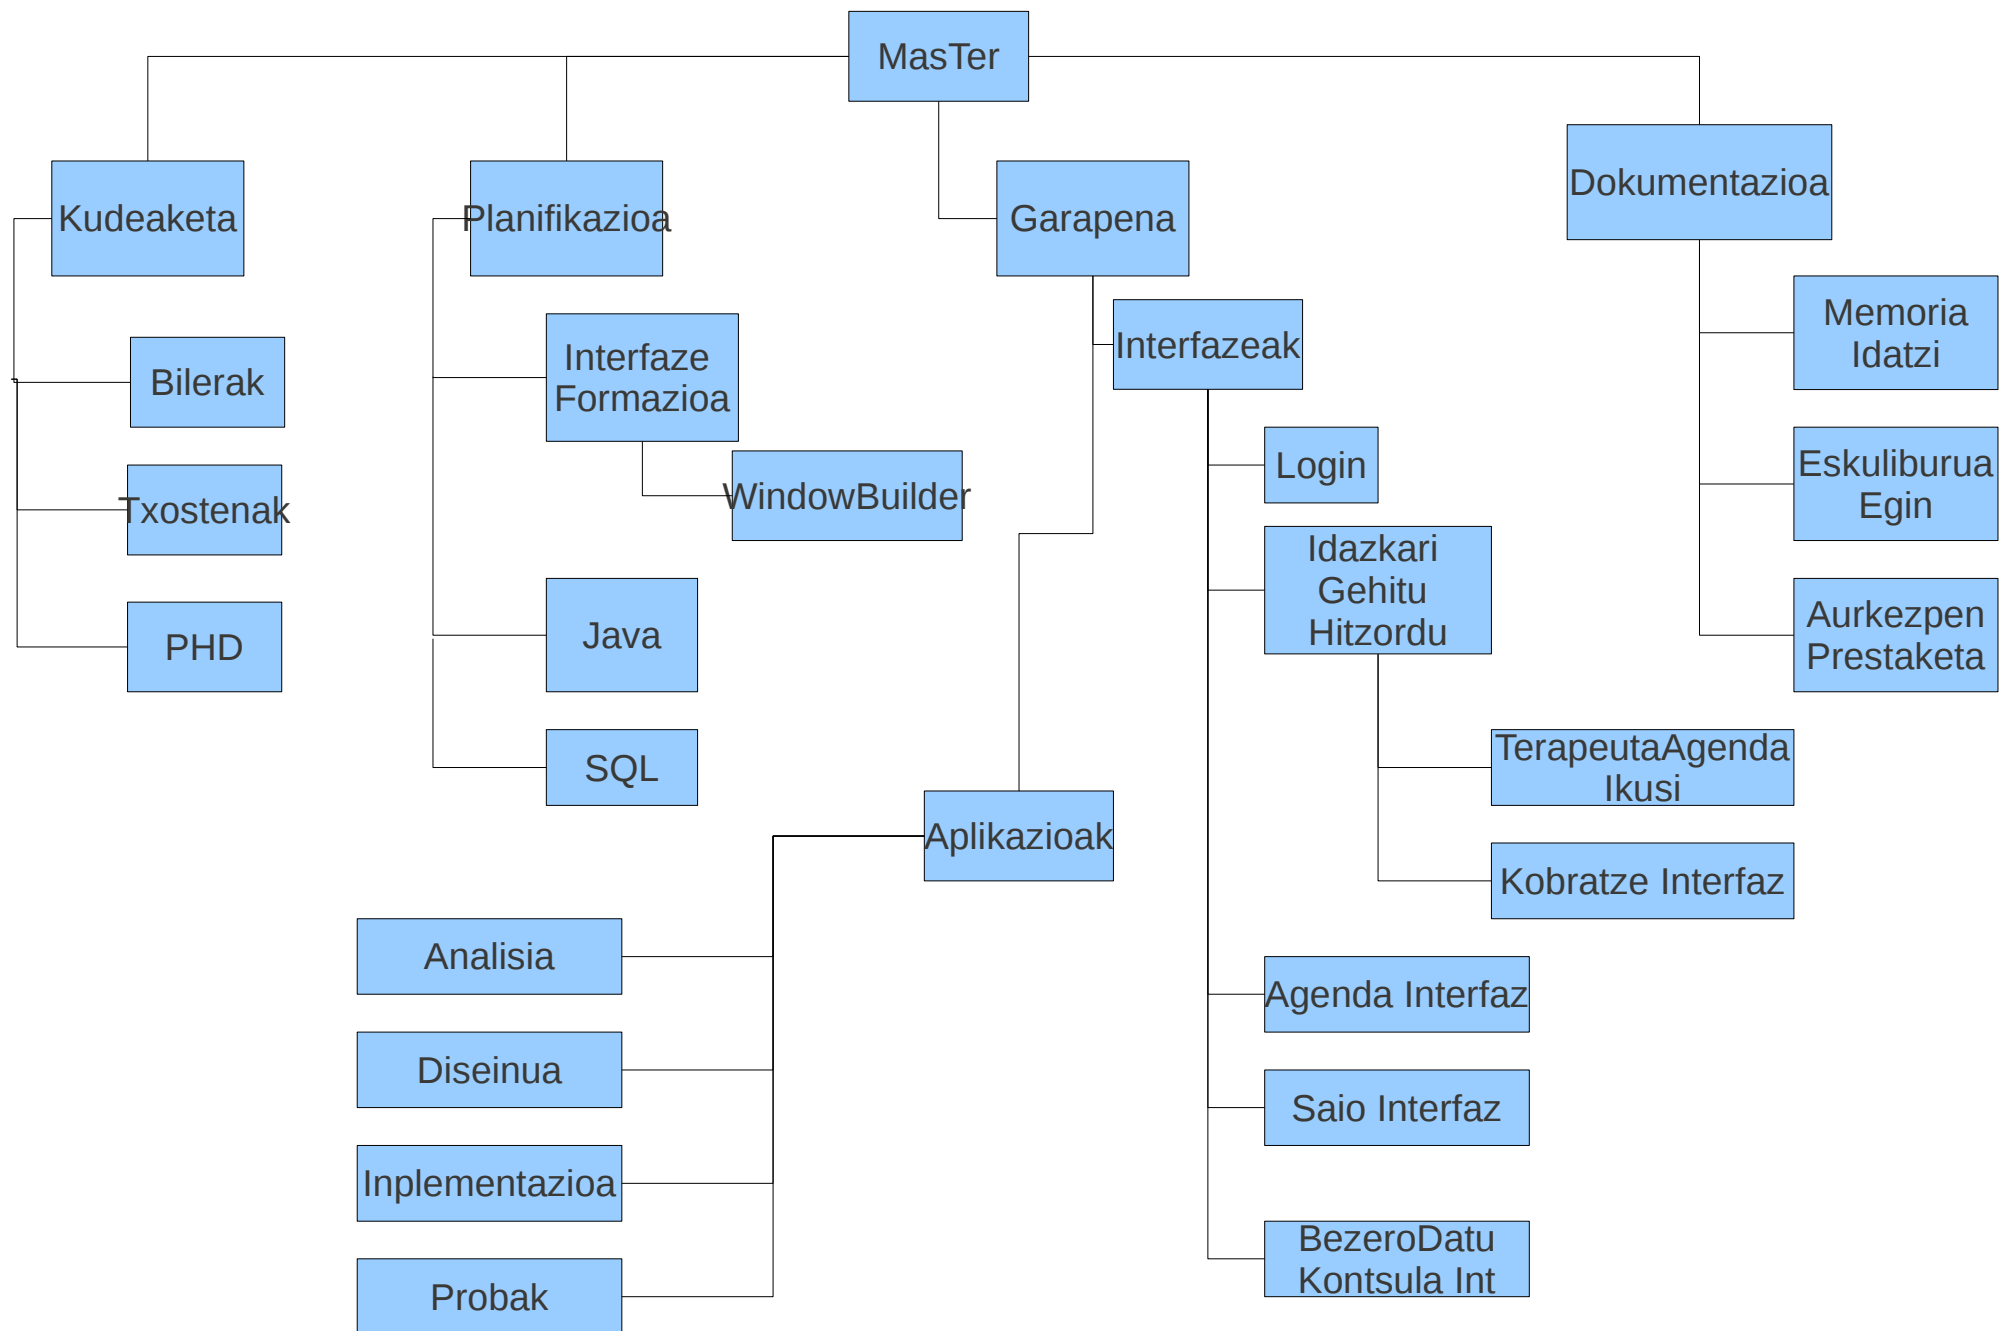 MasTer
Kudeaketa
Planifikazioa
Garapena
Dokumentazioa
Bilerak
Txostenak
PHD
Interfaze
Formazioa
WindowBuilder
Java
SQL
Interfazeak
Login
Idazkari
Gehitu
Hitzordu
TerapeutaAgenda
Ikusi
Kobratze Interfaz
Agenda Interfaz
Saio Interfaz
BezeroDatu
Kontsula Int
Aplikazioak
Analisia
Diseinua
Inplementazioa
Probak
Memoria
Idatzi
Eskuliburua
Egin
Aurkezpen
Prestaketa